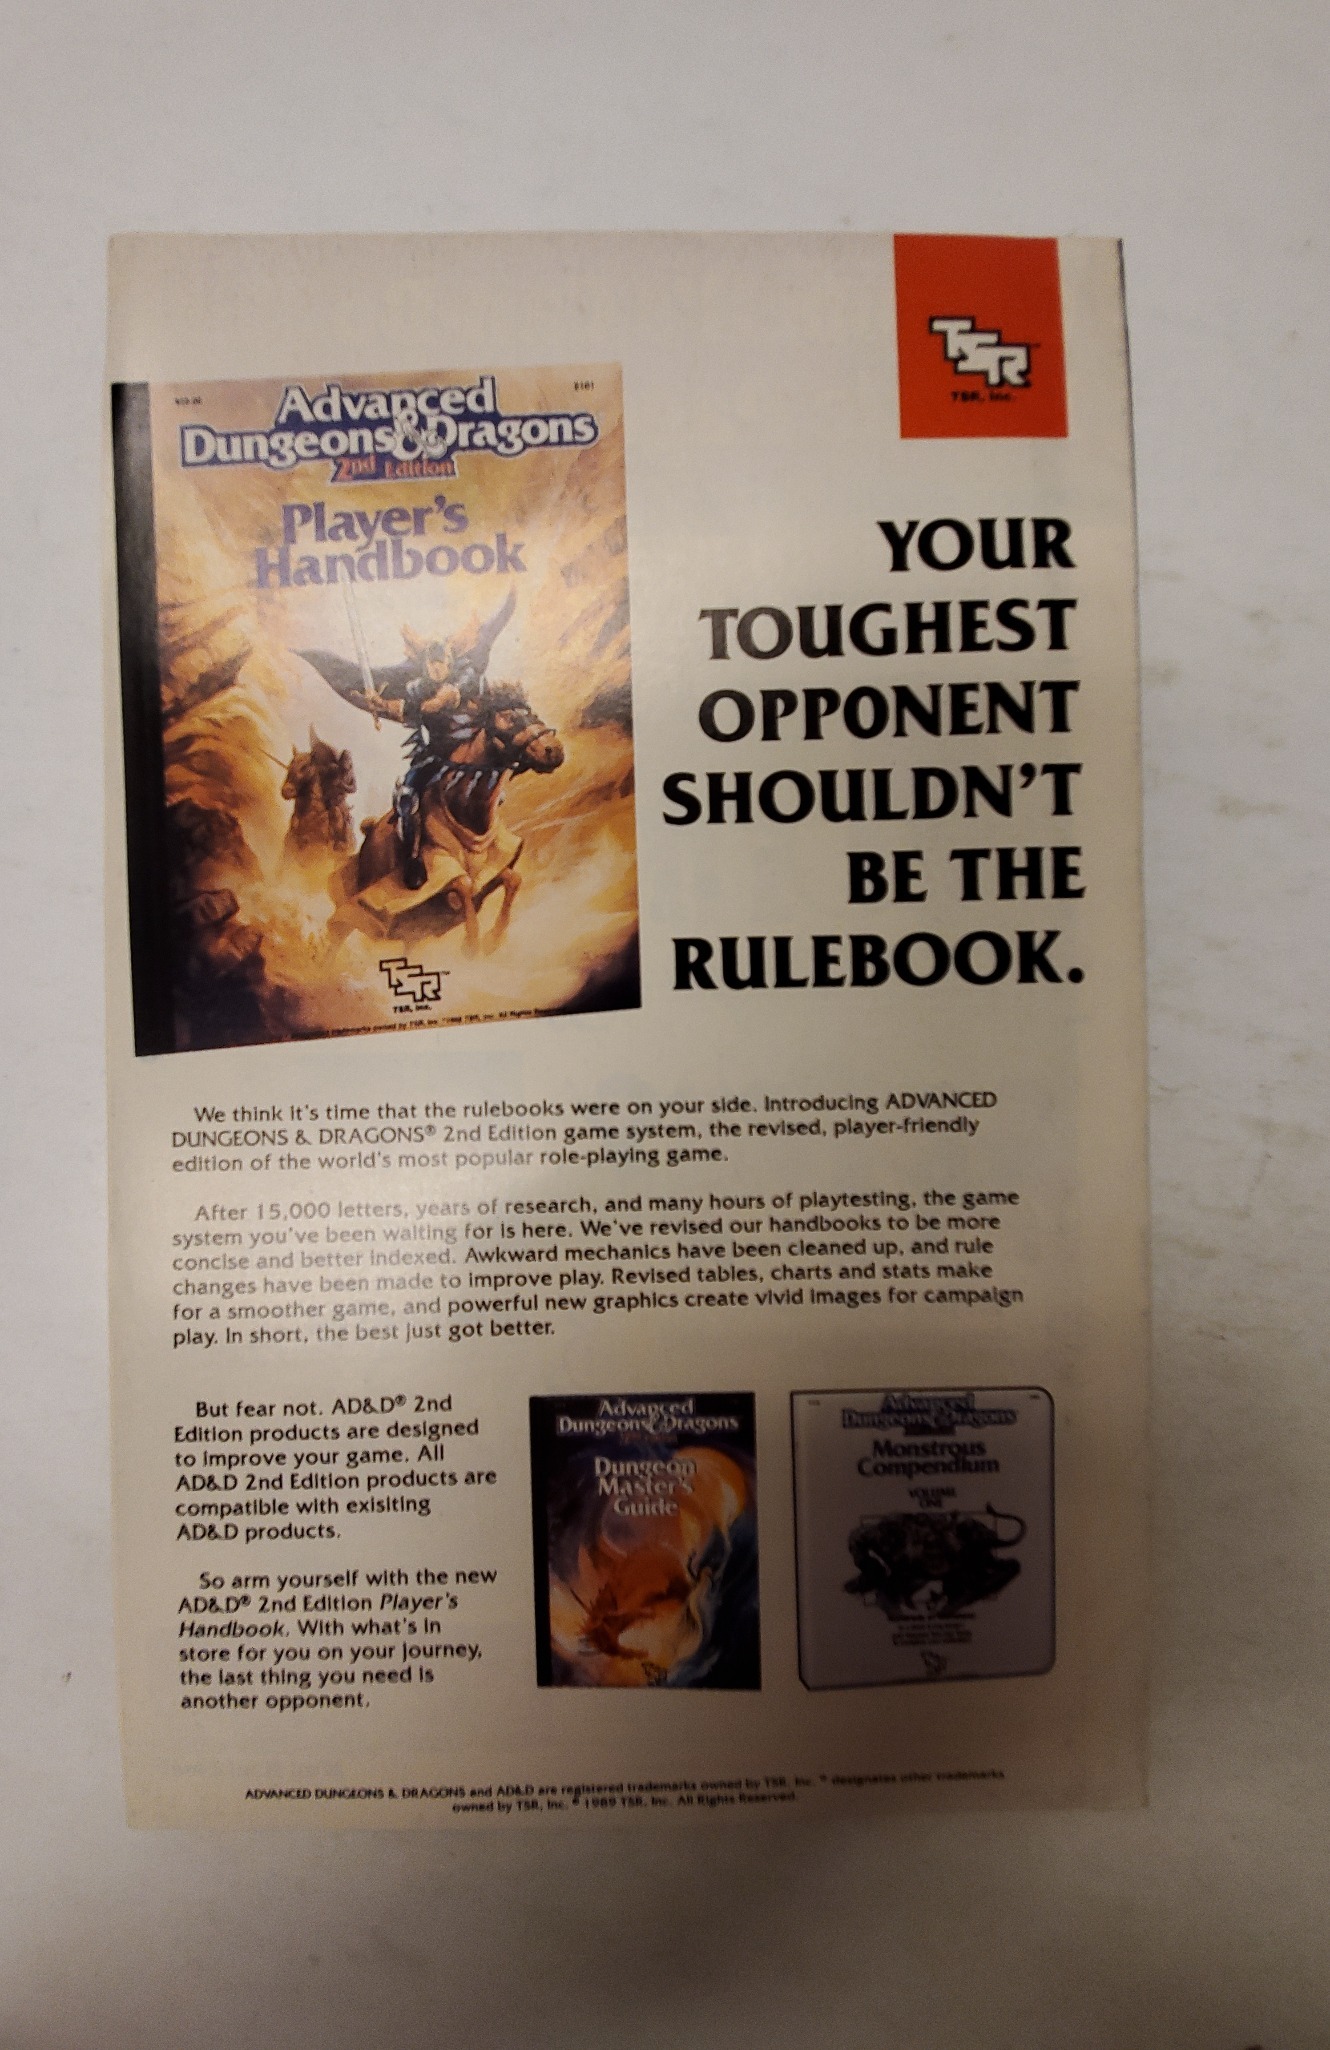 TSR
TSR, Inc.
Advanced
Dungeons & Dragons
2nd Edition
Player's
Handbook
TSR
TSR, Inc.
YOUR
TOUGHEST
OPPONENT
SHOULDN'T
BE THE
RULEBOOK.
We think it's time that the rulebooks were on your side. Introducing ADVANCED
DUNGEONS & DRAGONS® 2nd Edition game system, the revised, player-friendly
edition of the world's most popular role-playing game.
After 15,000 letters, years of research, and many hours of playtesting, the game
system you've been waiting for is here. We've revised our handbooks to be more
concise and better indexed. Awkward mechanics have been cleaned up, and rule
changes have been made to improve play. Revised tables, charts and stats make
for a smoother game, and powerful new graphics create vivid images for campaign
play. In short, the best just got better.
But fear not. AD&D® 2nd
Edition products are designed
to improve your game. All
AD&D 2nd Edition products are
compatible with exisiting
AD&D products.
So arm yourself with the new
AD&D® 2nd Edition Player's
Handbook. With what's in
store for you on your journey,
the last thing you need is
another opponent.
Advanced
Dungeons & Dragons
Dungeon
Master's
Guide
Advanced
Dungeons & Dragons
Monstrous
Compendium
VOLUME
ONE
ADVANCED DUNGEONS & DRAGONS and AD&D are registered trademarks owned by TSR, Inc. ™ designates other trademarks
owned by TSR, Inc. © 1989 TSR, Inc. All Rights Reserved.